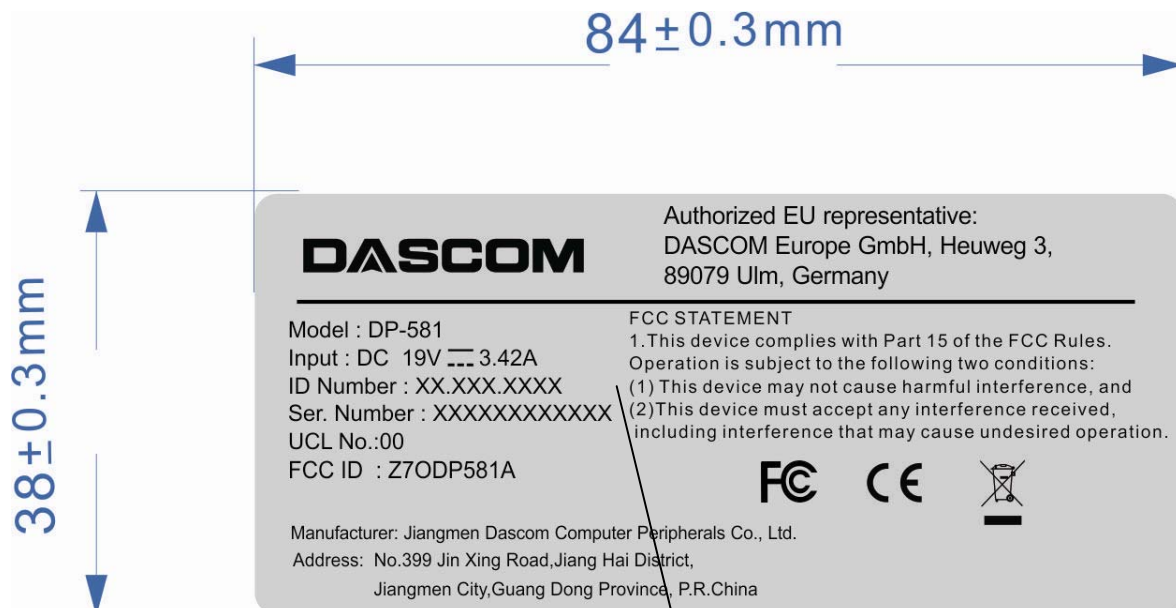 84±0.3mm
38±0.3mm
DASCOM
Authorized EU representative:
DASCOM Europe GmbH, Heuweg 3,
89079 Ulm, Germany
Model : DP-581
Input : DC 19V ⎓ 3.42A
ID Number : XX.XXX.XXXX
Ser. Number : XXXXXXXXXXXX
UCL No.:00
FCC ID : Z7ODP581A
FCC STATEMENT
1.This device complies with Part 15 of the FCC Rules.
Operation is subject to the following two conditions:
(1) This device may not cause harmful interference, and
(2)This device must accept any interference received,
including interference that may cause undesired operation.
FC CE
Manufacturer: Jiangmen Dascom Computer Peripherals Co., Ltd.
Address: No.399 Jin Xing Road,Jiang Hai District,
Jiangmen City,Guang Dong Province, P.R.China